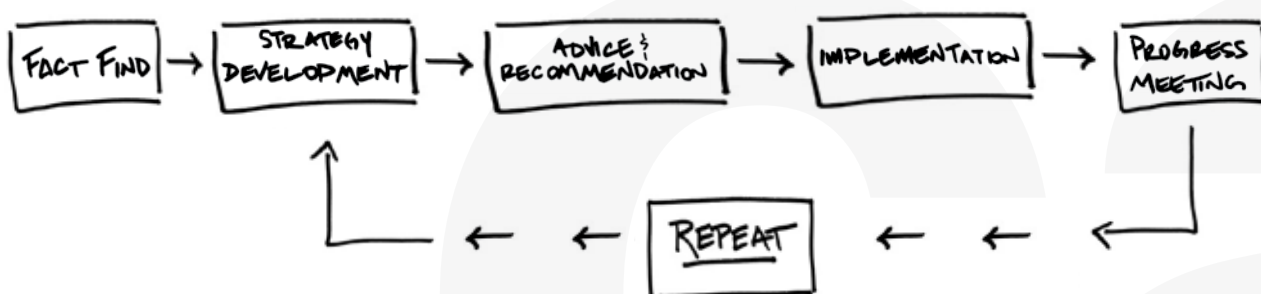 FACT FIND
STRATEGY
DEVELOPMENT
ADVICE &
RECOMMENDATION
IMPLEMENTATION
PROGRESS
MEETING
REPEAT